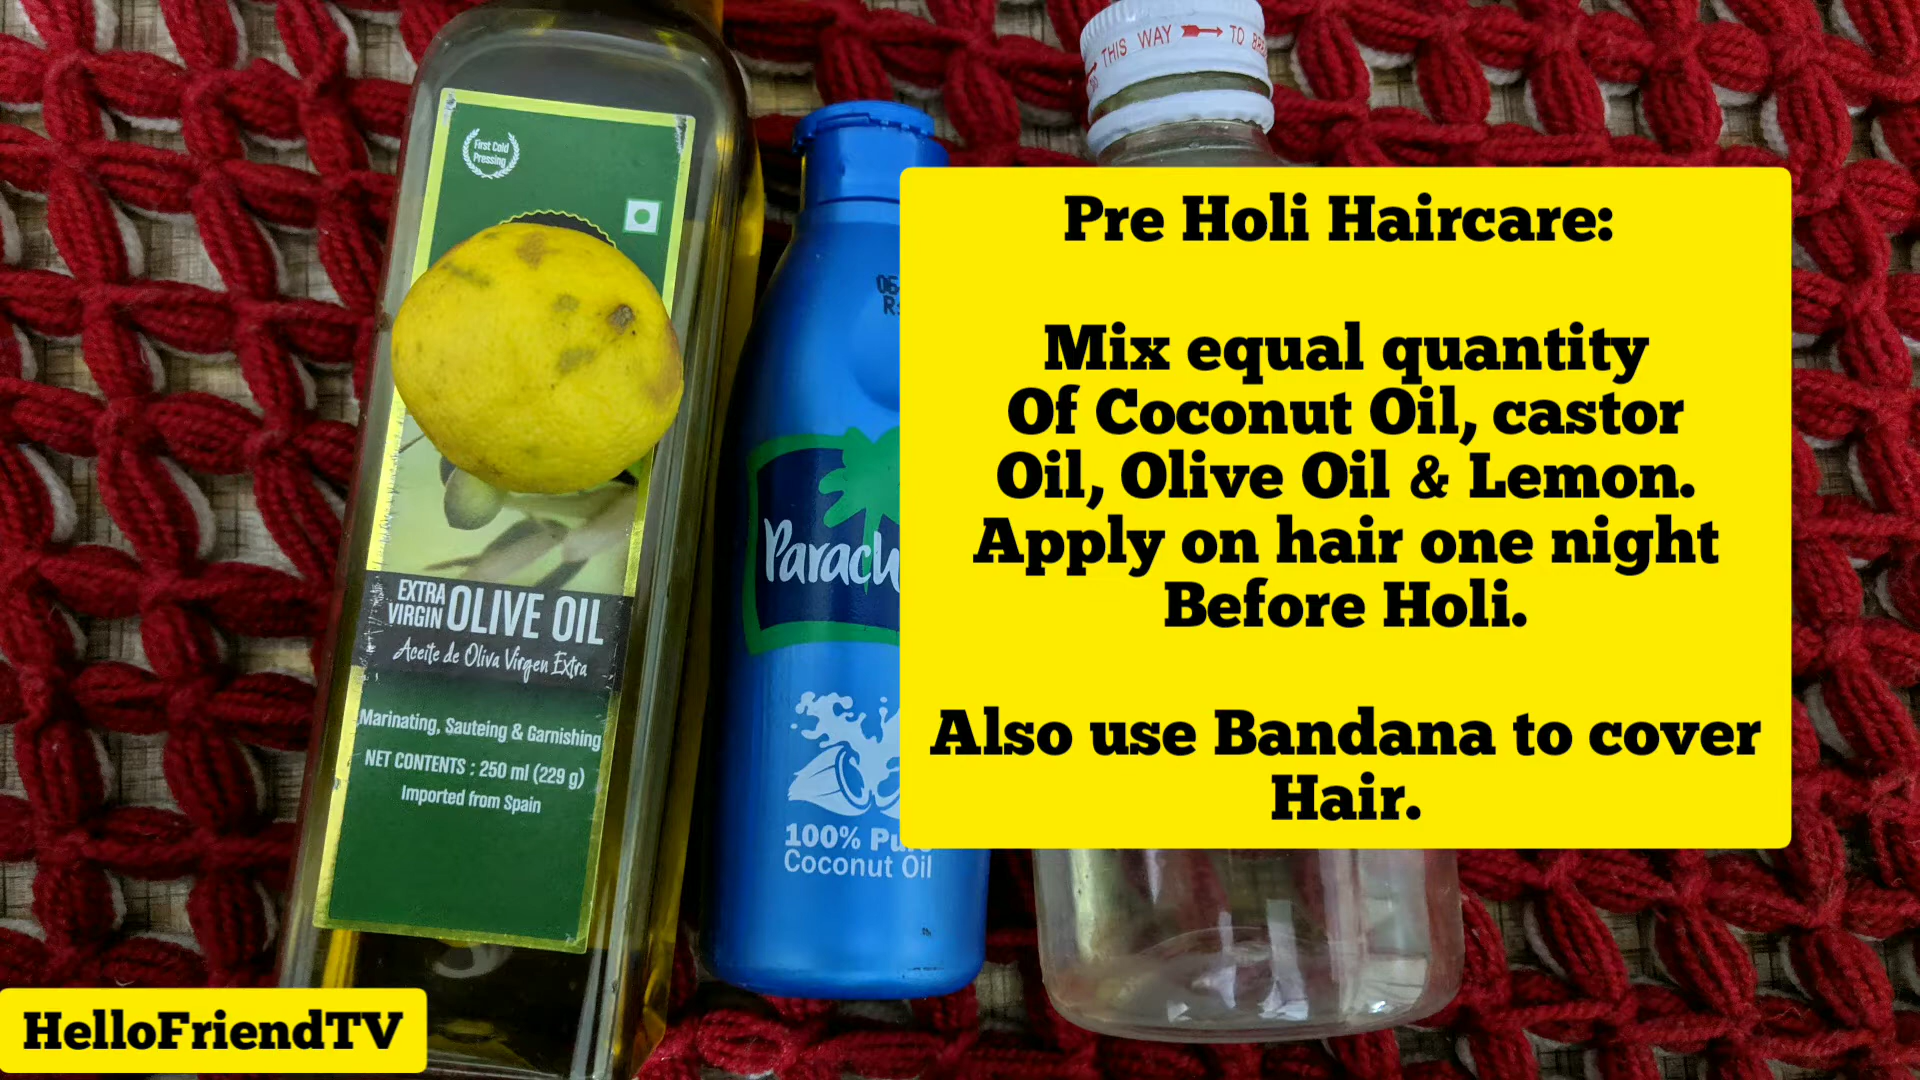 First Cold
Pressing
EXTRA
VIRGIN OLIVE OIL
Aceite de Oliva Virgen Extra
Marinating, Sauteing & Garnishing
NET CONTENTS : 250 ml (229 g)
Imported from Spain
100%
Coconut Oil
THIS WAY TO
Pre Holi Haircare:
Mix equal quantity
Of Coconut Oil, castor
Oil, Olive Oil & Lemon.
Apply on hair one night
Before Holi.
Also use Bandana to cover
Hair.
HelloFriendTV